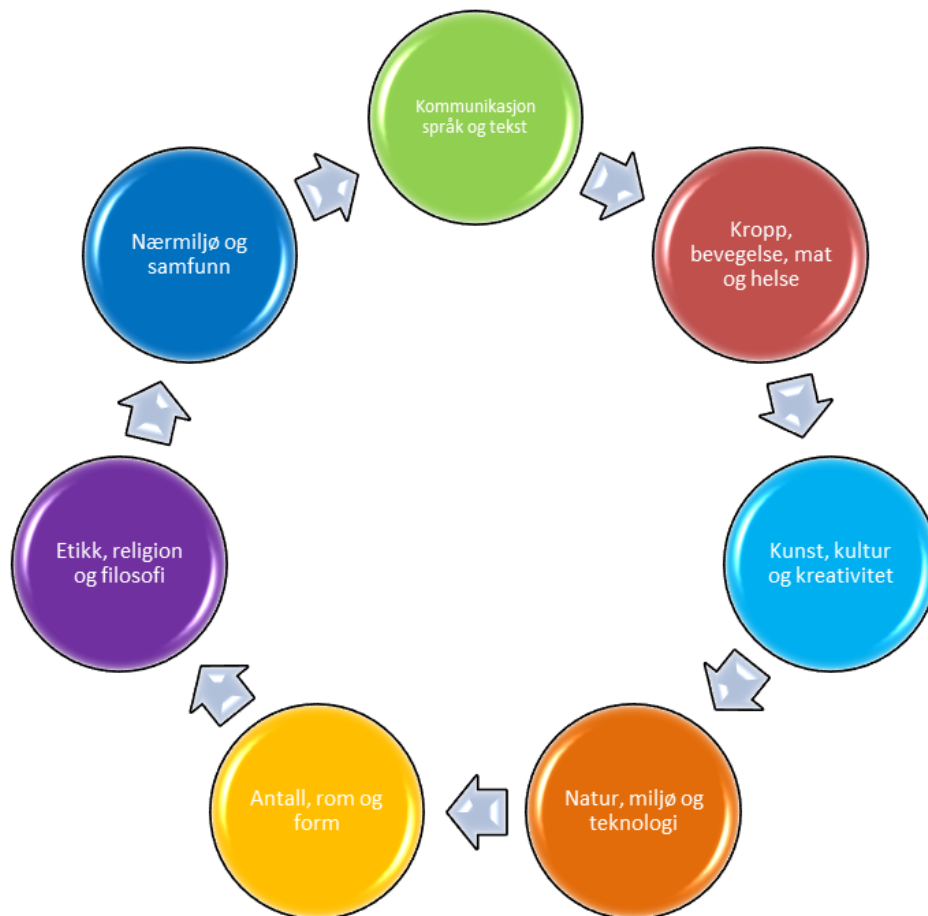 Kommunikasjon
språk og tekst
Kropp,
bevegelse, mat
og helse
Kunst, kultur
og kreativitet
Natur, miljø og
teknologi
Antall, rom og
form
Etikk, religion
og filosofi
Nærmiljø og
samfunn